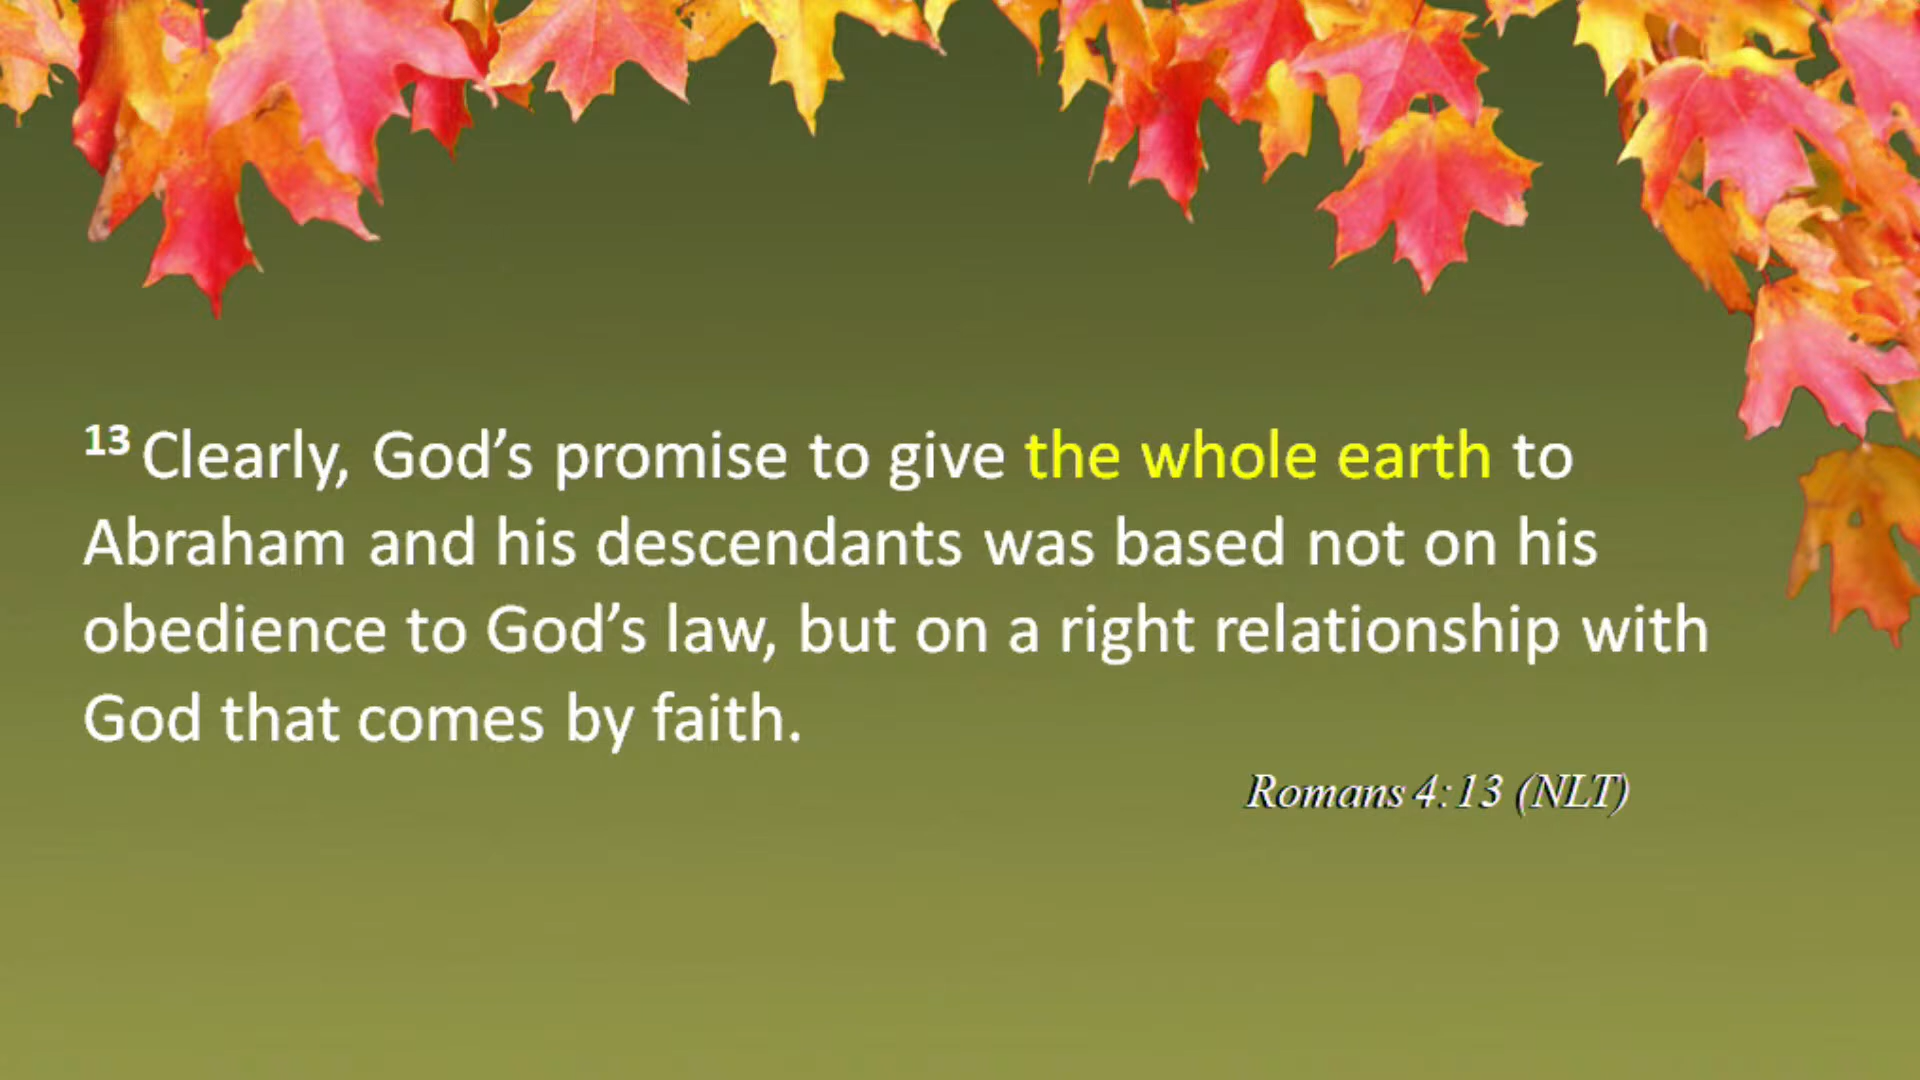 13 Clearly, God’s promise to give the whole earth to
Abraham and his descendants was based not on his
obedience to God’s law, but on a right relationship with
God that comes by faith.
Romans 4:13 (NLT)